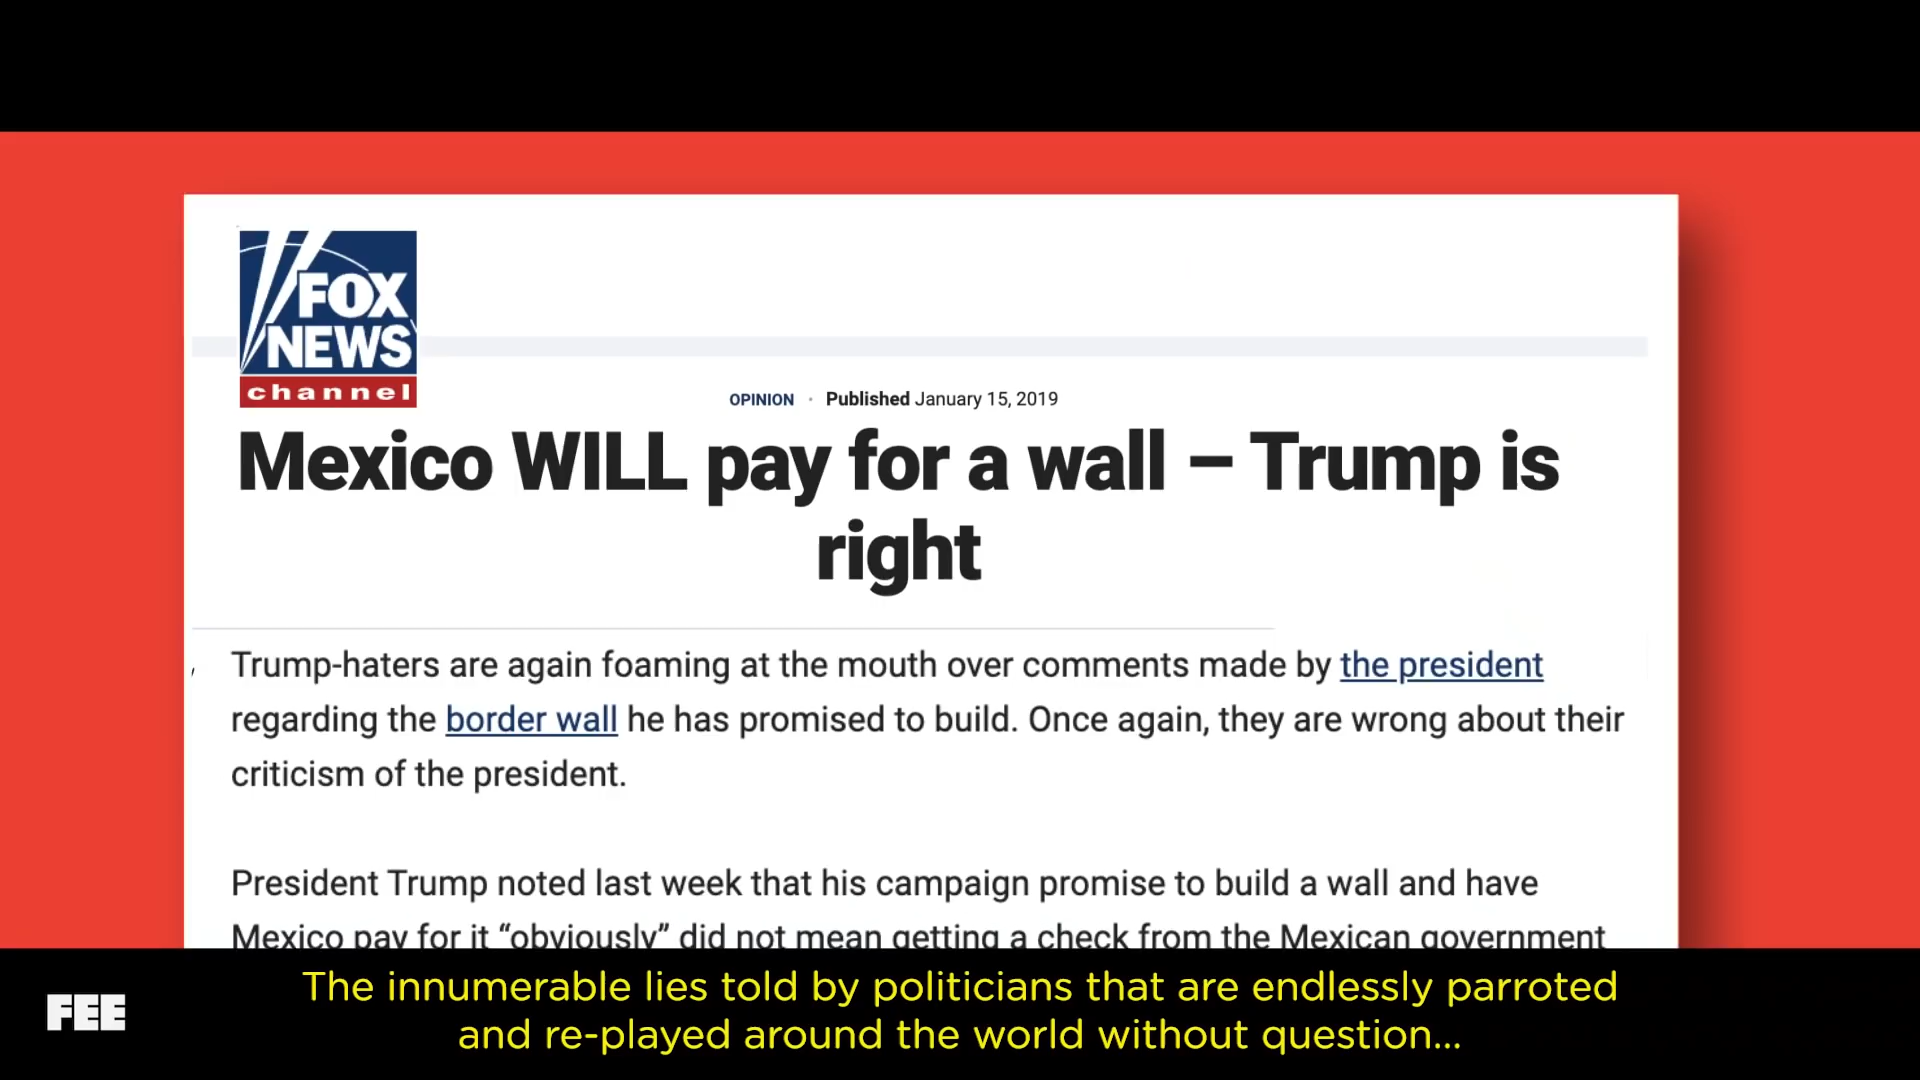 FOX
NEWS
channel
OPINION · Published January 15, 2019
Mexico WILL pay for a wall – Trump is
right
Trump-haters are again foaming at the mouth over comments made by the president
regarding the border wall he has promised to build. Once again, they are wrong about their
criticism of the president.
President Trump noted last week that his campaign promise to build a wall and have
Mexico pay for it “obviously” did not mean getting a check from the Mexican government
The innumerable lies told by politicians that are endlessly parroted
and re-played around the world without question...
FEE